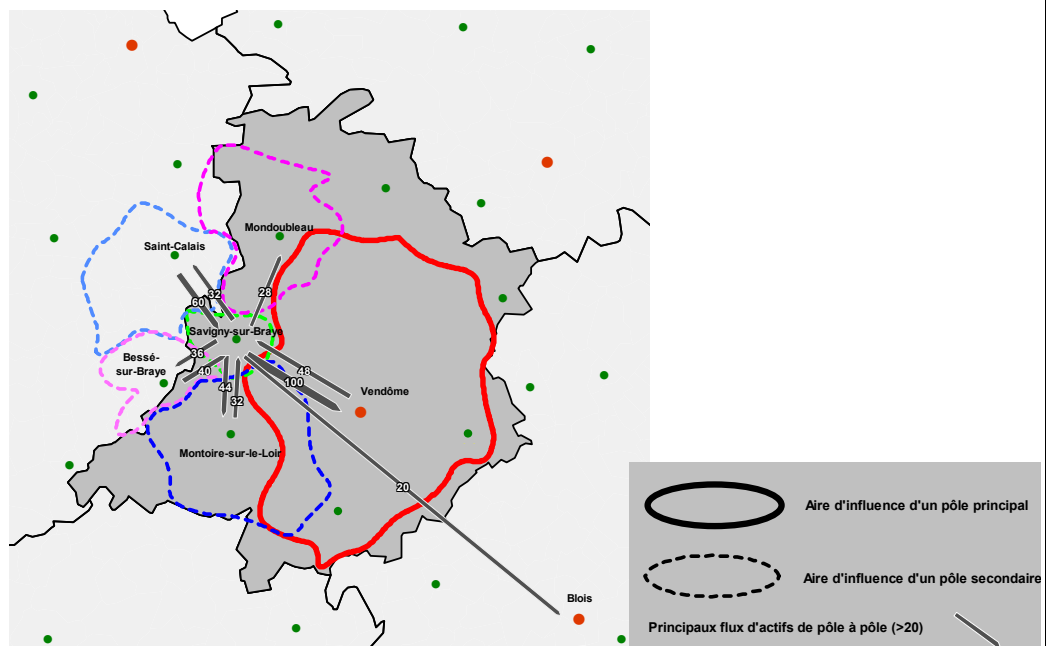 Mondoubleau
Saint-Calais
32
28
60
Savigny-sur-Braye
36
Bessé-
sur-Braye
40
48
100
44
32
Vendôme
Montoire-sur-le-Loir
20
Blois
Aire d'influence d'un pôle principal
Aire d'influence d'un pôle secondaire
Principaux flux d'actifs de pôle à pôle (>20)